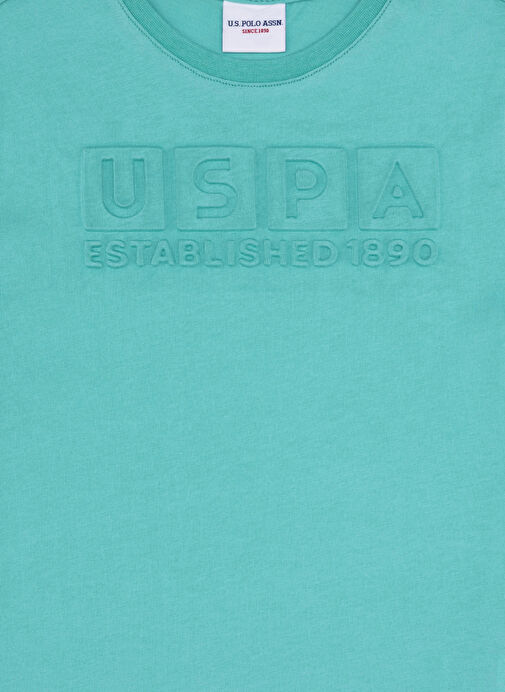 U.S. POLO ASSN.
SINCE 1890
USPA
ESTABLISHED 1890